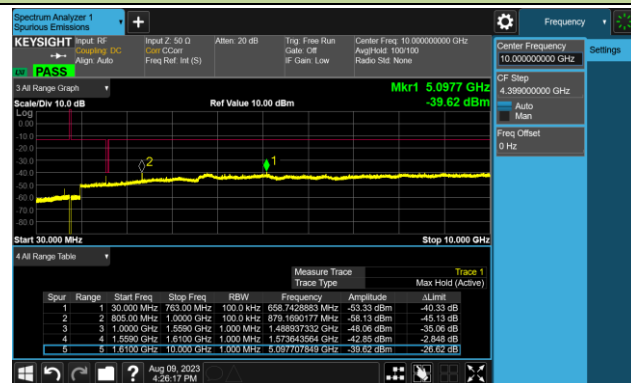 Spectrum Analyzer 1
Spurious Emissions
Frequency
KEYSIGHT
Input: RF
Coupling: DC
Align: Auto
Input Z: 50 Ω
Corr CCorr
Freq Ref: Int (S)
Atten: 20 dB
Trig: Free Run
Gate: Off
IF Gain: Low
Center Freq: 10.000000000 GHz
Avg|Hold: 100/100
Radio Std: None
PASS
Center Frequency
10.000000000 GHz
Settings
CF Step
4.399000000 GHz
Auto
Man
Freq Offset
0 Hz
3 All Range Graph
Mkr1 5.0977 GHz
-39.62 dBm
Scale/Div 10.0 dB
Ref Value 10.00 dBm
Log
0.00
-10.0
-20.0
-30.0
-40.0
-50.0
-60.0
-70.0
-80.0
2
1
Start 30.000 MHz
Stop 10.000 GHz
4 All Range Table
Measure Trace Trace 1
Trace Type Max Hold (Active)
Spur Range Start Freq Stop Freq RBW Frequency Amplitude ΔLimit
1 1 30.000 MHz 763.00 MHz 100.0 kHz 658.7428883 MHz -53.33 dBm -40.33 dB
2 2 805.00 MHz 1.0000 GHz 100.0 kHz 879.1690177 MHz -58.13 dBm -45.13 dB
3 3 1.0000 GHz 1.5590 GHz 1.000 MHz 1.488937332 GHz -48.06 dBm -35.06 dB
4 4 1.5590 GHz 1.6100 GHz 1.000 MHz 1.573643564 GHz -42.85 dBm -2.848 dB
5 5 1.6100 GHz 10.000 GHz 1.000 MHz 5.097707849 GHz -39.62 dBm -26.62 dB
Aug 09, 2023
4:26:17 PM